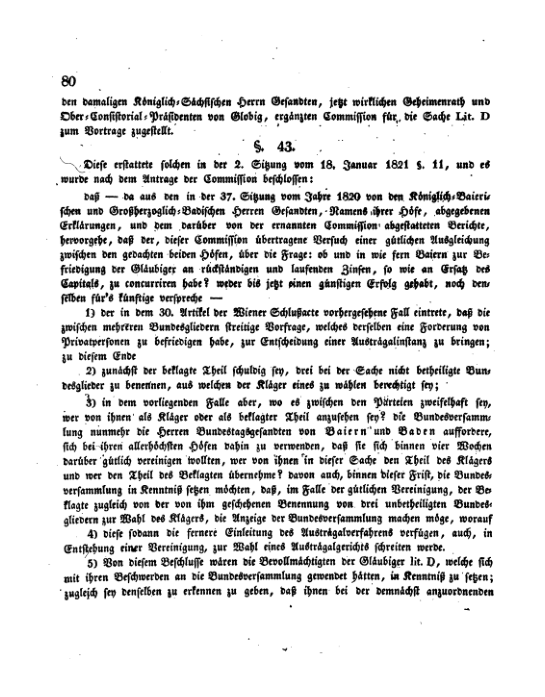 80
den damaligen Königlich-Sächsischen Herrn Gesandten, jetzt wirklichen Geheimenrath und
Ober-Consistorial-Präsidenten von Globig, ergänzten Commission für die Sache Lit. D
zum Vortrage zugestellt.
§. 43.
Diese erstattete solchen in der 2. Sitzung vom 18. Januar 1821 §. 11, und es
wurde nach dem Antrage der Commission beschlossen:
daß — da aus den in der 37. Sitzung vom Jahre 1820 von den Königlich-Baieri-
schen und Großherzoglich-Badischen Herren Gesandten, Namens ihrer Höfe, abgegebenen
Erklärungen, und dem darüber von der ernannten Commission abgestatteten Berichte,
hervorgehe, daß der, dieser Commission übertragene Versuch einer gütlichen Ausgleichung
zwischen den gedachten beiden Höfen, über die Frage: ob und in wie fern Baiern zur Be-
friedigung der Gläubiger an rückständigen und laufenden Zinsen, so wie an Ersatz des
Capitals, zu concurriren habe? weder bis jetzt einen günstigen Erfolg gehabt, noch den-
selben für's künftige verspreche —
1) der in dem 30. Artikel der Wiener Schlußacte vorhergesehene Fall eintrete, daß die
zwischen mehreren Bundesgliedern streitige Vorfrage, welches derselben eine Forderung von
Privatpersonen zu befriedigen habe, zur Entscheidung einer Austrägalinstanz zu bringen;
zu diesem Ende
2) zunächst der beklagte Theil schuldig sey, drei bei der Sache nicht betheiligte Bun-
desglieder zu benennen, aus welchen der Kläger eines zu wählen berechtigt sey;
3) in dem vorliegenden Falle aber, wo es zwischen den Parteien zweifelhaft sey,
wer von ihnen als Kläger oder als beklagter Theil anzusehen sey? die Bundesversamm-
lung nunmehr die Herren Bundestagsgesandten von Baiern und Baden auffordere,
sich bei ihren allerhöchsten Höfen dahin zu verwenden, daß sie sich binnen vier Wochen
darüber gütlich vereinigen wollten, wer von ihnen in dieser Sache den Theil des Klägers
und wer den Theil des Beklagten übernehme? davon auch, binnen dieser Frist, die Bundes-
versammlung in Kenntniß setzen möchten, daß, im Falle der gütlichen Vereinigung, der Be-
klagte zugleich von der von ihm geschehenen Benennung von drei unbetheiligten Bundes-
gliedern zur Wahl des Klägers, die Anzeige der Bundesversammlung machen möge, worauf
4) diese sodann die fernere Einleitung des Austrägalverfahrens verfügen, auch, in
Entstehung einer Vereinigung, zur Wahl eines Austrägalgerichts schreiten werde.
5) Von diesem Beschlusse wären die Bevollmächtigten der Gläubiger lit. D, welche sich
mit ihren Beschwerden an die Bundesversammlung gewendet hätten, in Kenntniß zu setzen;
zugleich sey denselben zu erkennen zu geben, daß ihnen bei der demnächst anzuordnenden